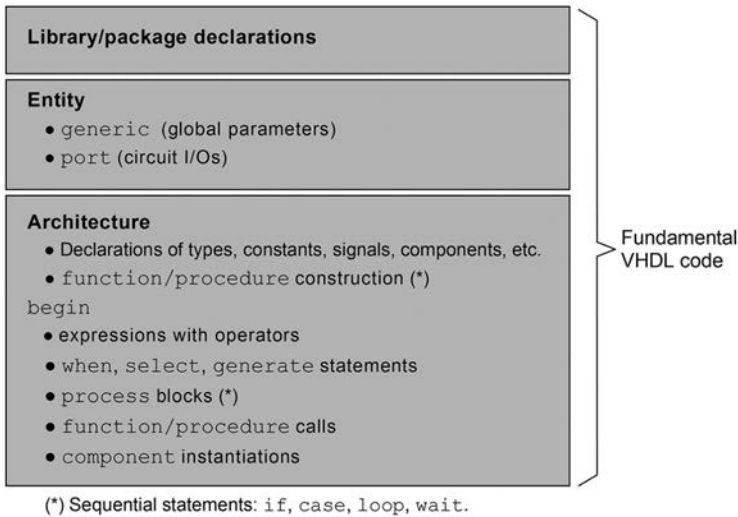 Library/package declarations
Entity
• generic (global parameters)
• port (circuit I/Os)
Architecture
• Declarations of types, constants, signals, components, etc.
• function/procedure construction (*)
begin
• expressions with operators
• when, select, generate statements
• process blocks (*)
• function/procedure calls
• component instantiations
Fundamental
VHDL code
(*) Sequential statements: if, case, loop, wait.